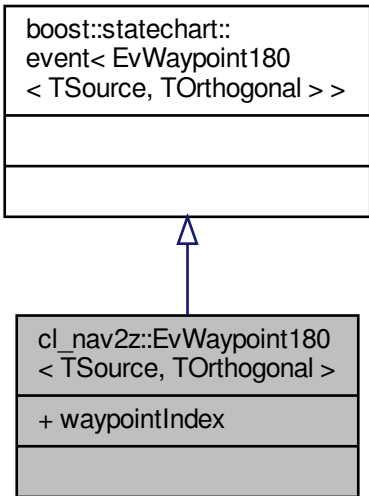 boost::statechart::
event< EvWaypoint180
< TSource, TOrthogonal > >
cl_nav2z::EvWaypoint180
< TSource, TOrthogonal >
+ waypointIndex